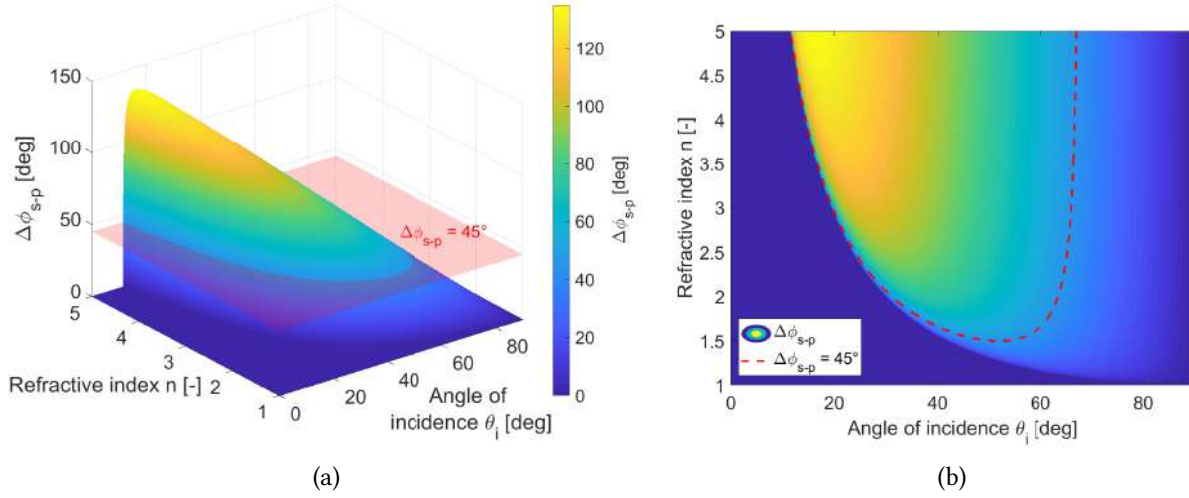 150
100
50
0
Δϕs-p [deg]
5
4
3
2
1
Refractive index n [-]
0
20
40
60
80
Angle of
incidence θi [deg]
Δϕs-p = 45°
120
100
80
60
40
20
0
Δϕs-p [deg]
(a)
5
4.5
4
3.5
3
2.5
2
1.5
1
Refractive index n [-]
Δϕs-p
Δϕs-p = 45°
0
20
40
60
80
Angle of incidence θi [deg]
(b)